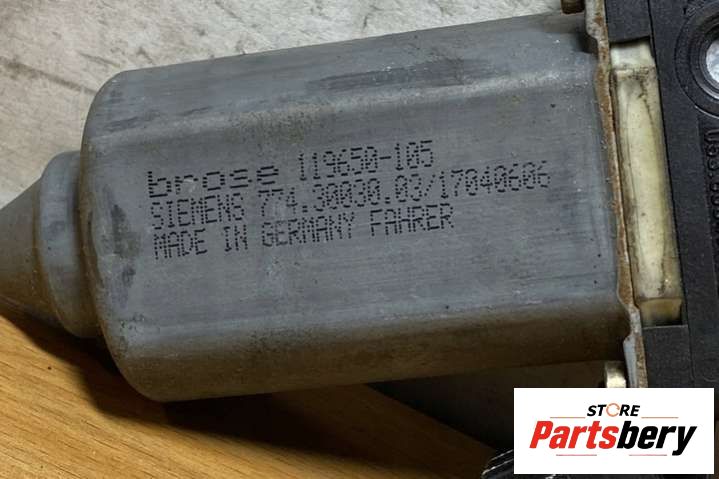 brose 119650-105
SIEMENS 774.30030.03/17040606
MADE IN GERMANY FAHRER
STORE
Partsbery